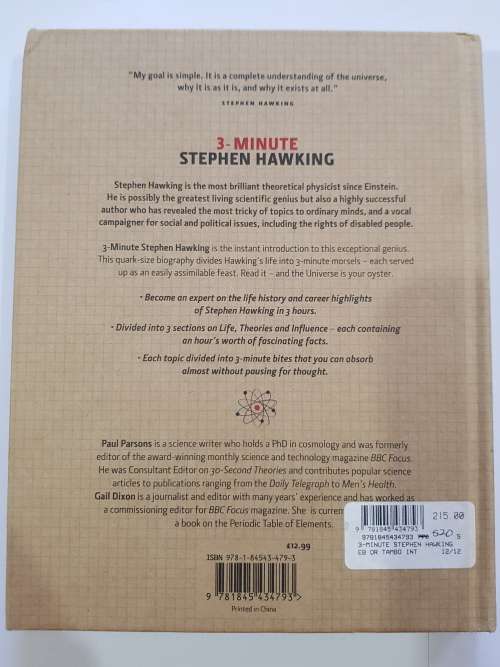 "My goal is simple. It is a complete understanding of the universe,
why it is as it is, and why it exists at all."
STEPHEN HAWKING
3-MINUTE
STEPHEN HAWKING
Stephen Hawking is the most brilliant theoretical physicist since Einstein.
He is possibly the greatest living scientific genius but also a highly successful
author who has revealed the most tricky of topics to ordinary minds, and a vocal
campaigner for social and political issues, including the rights of disabled people.
3-Minute Stephen Hawking is the instant introduction to this exceptional genius.
This quark-size biography divides Hawking's life into 3-minute morsels – each served
up as an easily assimilable feast. Read it – and the Universe is your oyster.
• Become an expert on the life history and career highlights
of Stephen Hawking in 3 hours.
• Divided into 3 sections on Life, Theories and Influence – each containing
an hour's worth of fascinating facts.
• Each topic divided into 3-minute bites that you can absorb
almost without pausing for thought.
Paul Parsons is a science writer who holds a PhD in cosmology and was formerly
editor of the award-winning monthly science and technology magazine BBC Focus.
He was Consultant Editor on 30-Second Theories and contributes popular science
articles to publications ranging from the Daily Telegraph to Men's Health.
Gail Dixon is a journalist and editor with many years' experience and has worked as
a commissioning editor for BBC Focus magazine. She is
a book on the Periodic Table of Elements.
215.00
9 781845 434793
9781845434793 520 S
3-MINUTE STEPHEN HAWKING
EB OR TAMBO INT 12/12
£12.99
ISBN 978-1-84543-479-3
9 781845 434793 >
Printed in China